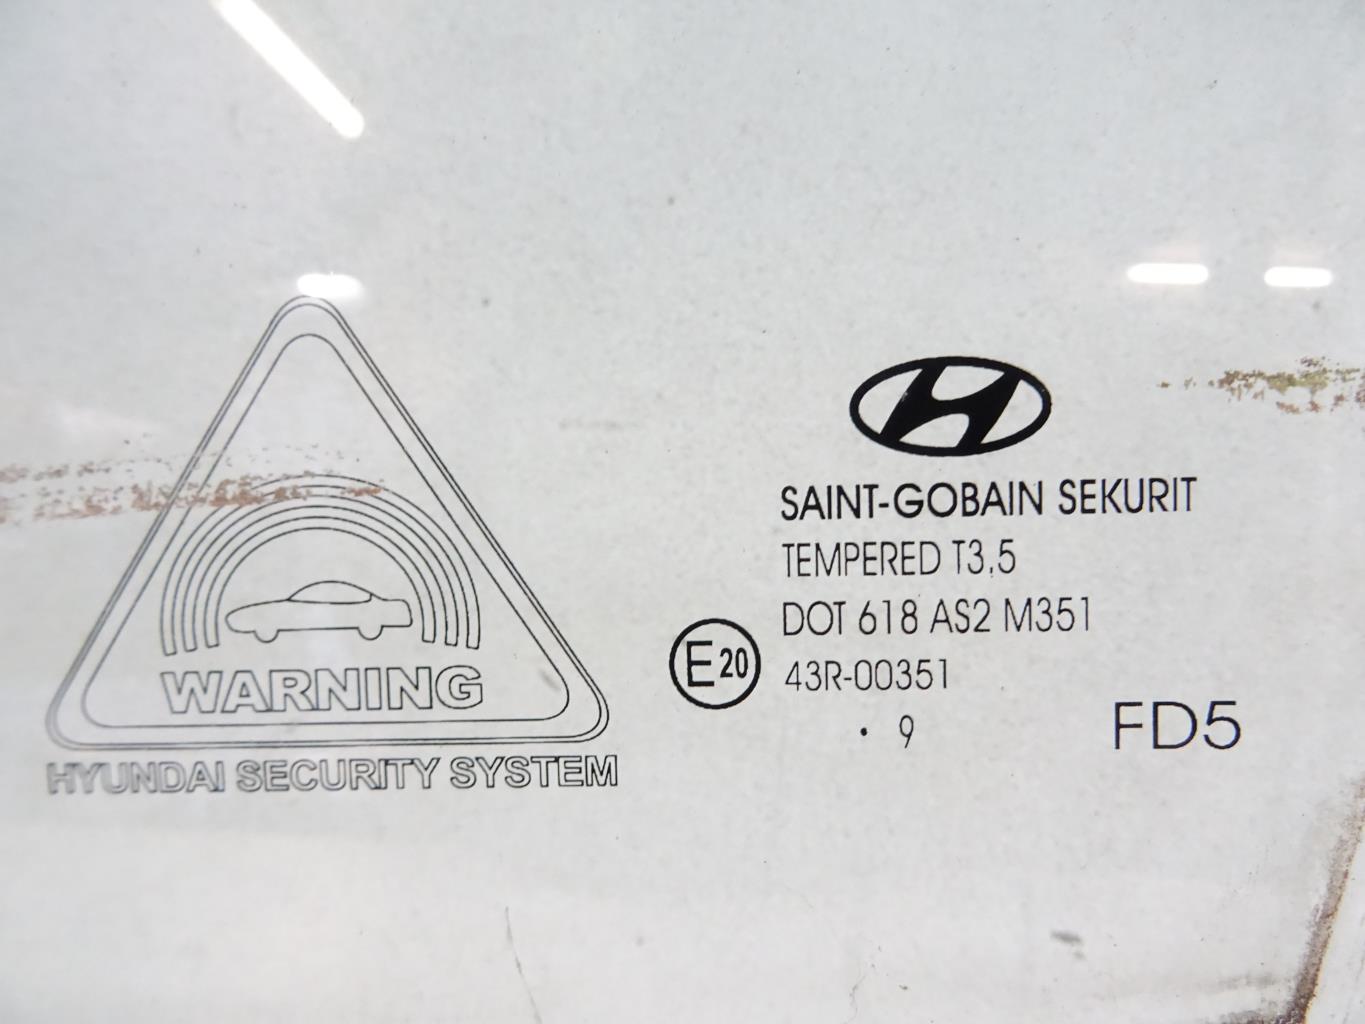 WARNING
HYUNDAI SECURITY SYSTEM
SAINT-GOBAIN SEKURIT
TEMPERED T3,5
DOT 618 AS2 M351
E20 43R-00351
· 9
FD5